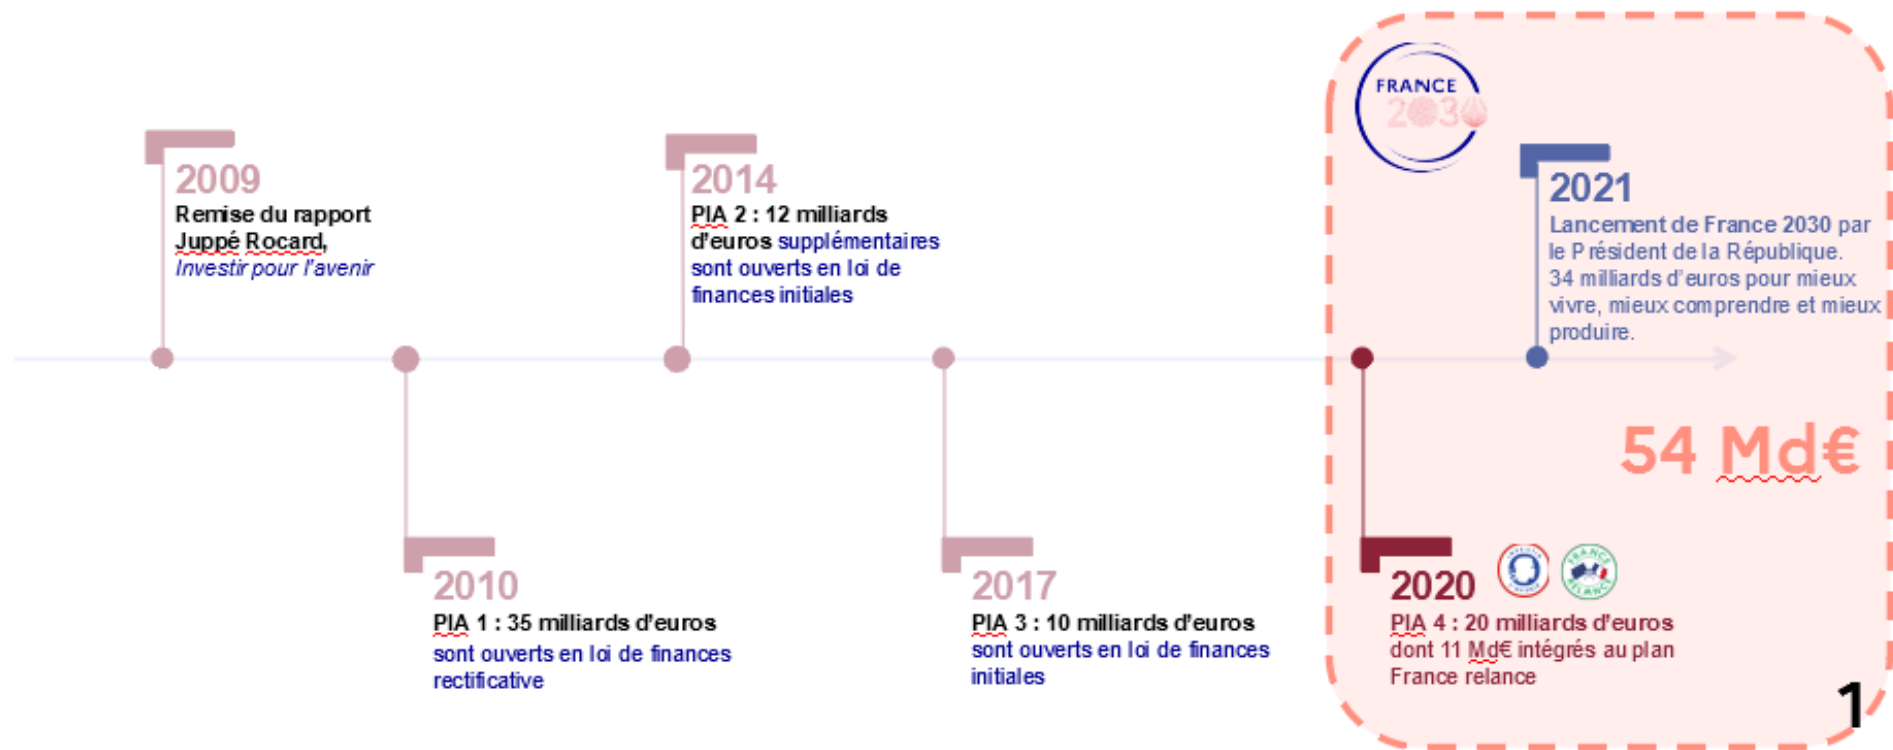 2009
Remise du rapport
Juppé Rocard,
Investir pour l'avenir
2010
PIA 1 : 35 milliards d'euros
sont ouverts en loi de finances
rectificative
2014
PIA 2 : 12 milliards
d'euros supplémentaires
sont ouverts en loi de
finances initiales
2017
PIA 3 : 10 milliards d'euros
sont ouverts en loi de finances
initiales
FRANCE
2030
2020
FRANCE
RELANCE
PIA 4 : 20 milliards d'euros
dont 11 Md€ intégrés au plan
France relance
2021
Lancement de France 2030 par
le P résident de la République.
34 milliards d'euros pour mieux
vivre, mieux comprendre et mieux
produire.
54 Md€
1